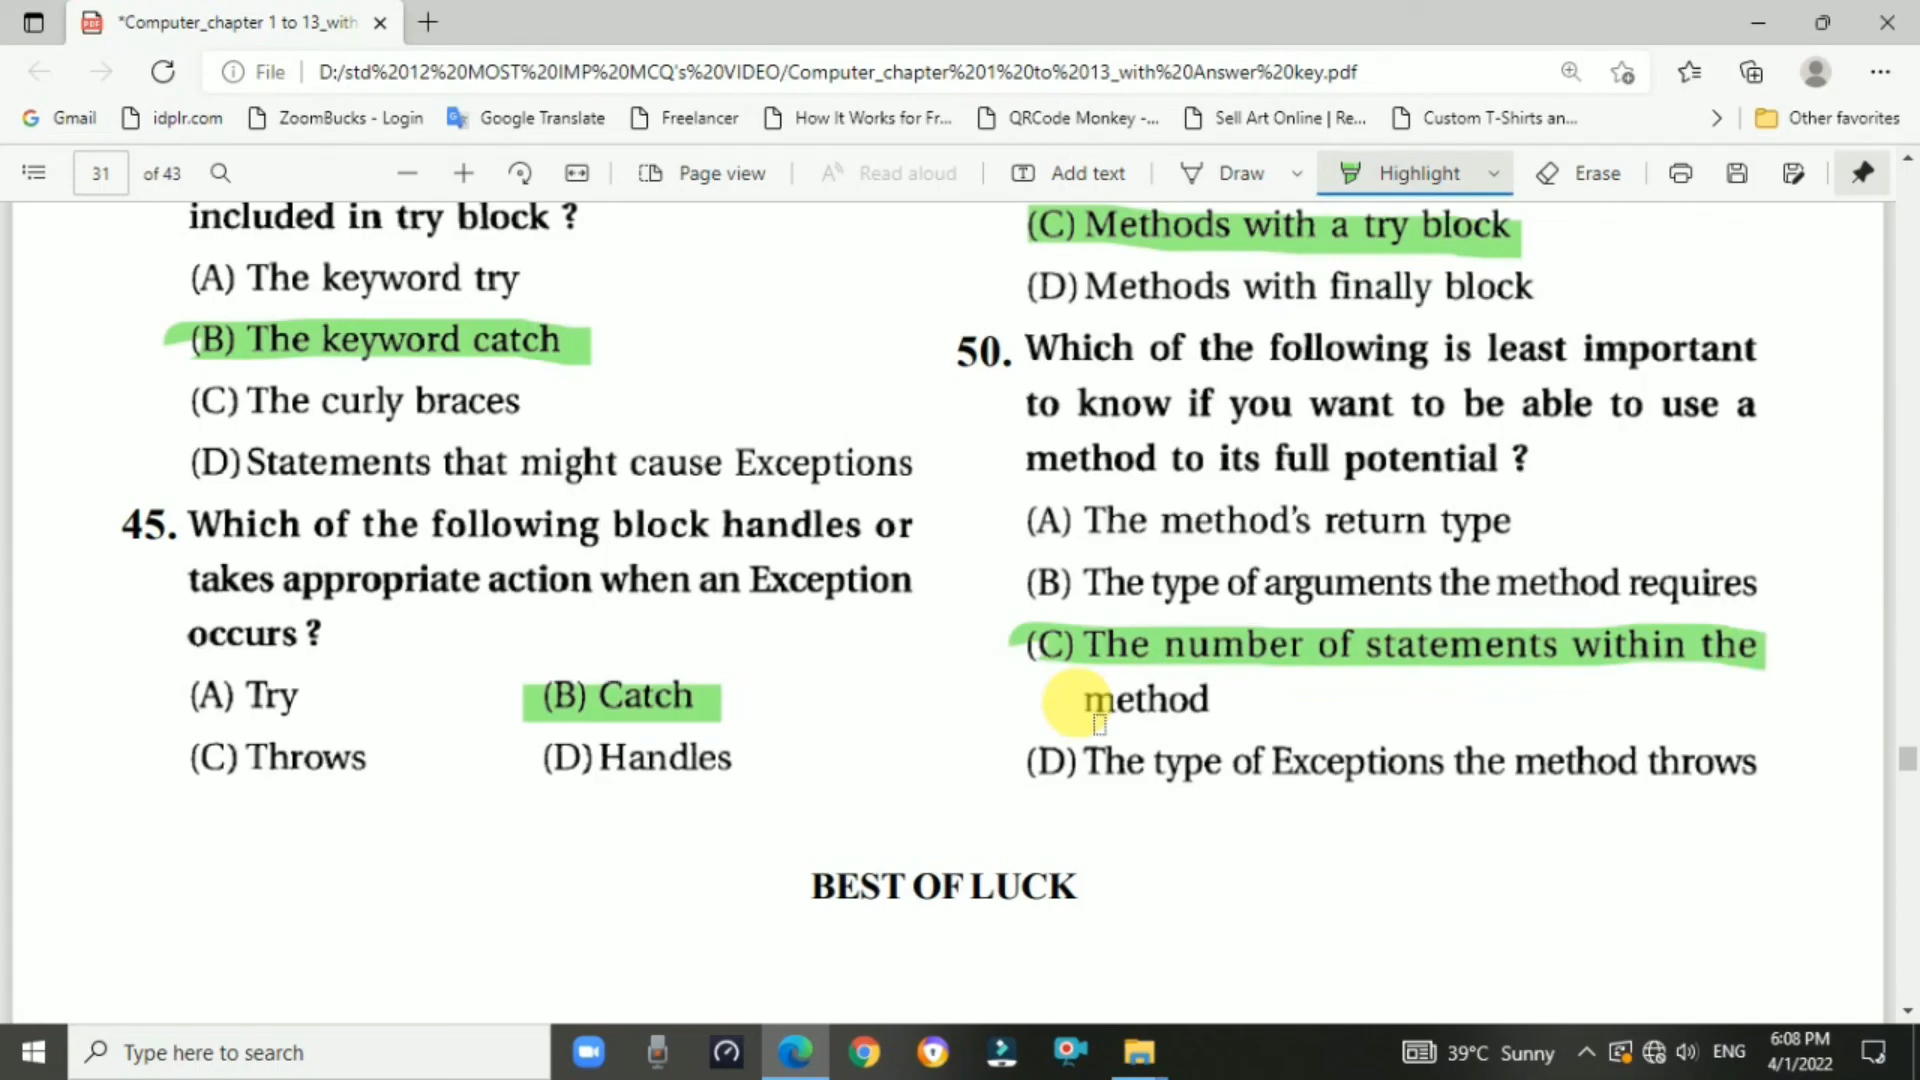 *Computer_chapter 1 to 13_with
File
D:/std%2012%20MOST%20IMP%20MCQ's%20VIDEO/Computer_chapter%201%20to%2013_with%20Answer%20key.pdf
Gmail
idplr.com
ZoomBucks - Login
Google Translate
Freelancer
How It Works for Fr...
QRCode Monkey -...
Sell Art Online | Re...
Custom T-Shirts an...
Other favorites
31 of 43
Page view
Read aloud
Add text
Draw
Highlight
Erase
included in try block ?
(A) The keyword try
(B) The keyword catch
(C) The curly braces
(D) Statements that might cause Exceptions
45. Which of the following block handles or
takes appropriate action when an Exception
occurs ?
(A) Try (B) Catch
(C) Throws (D) Handles
(C) Methods with a try block
(D) Methods with finally block
50. Which of the following is least important
to know if you want to be able to use a
method to its full potential ?
(A) The method's return type
(B) The type of arguments the method requires
(C) The number of statements within the
method
(D) The type of Exceptions the method throws
BEST OF LUCK
Type here to search
39°C Sunny
ENG
6:08 PM
4/1/2022